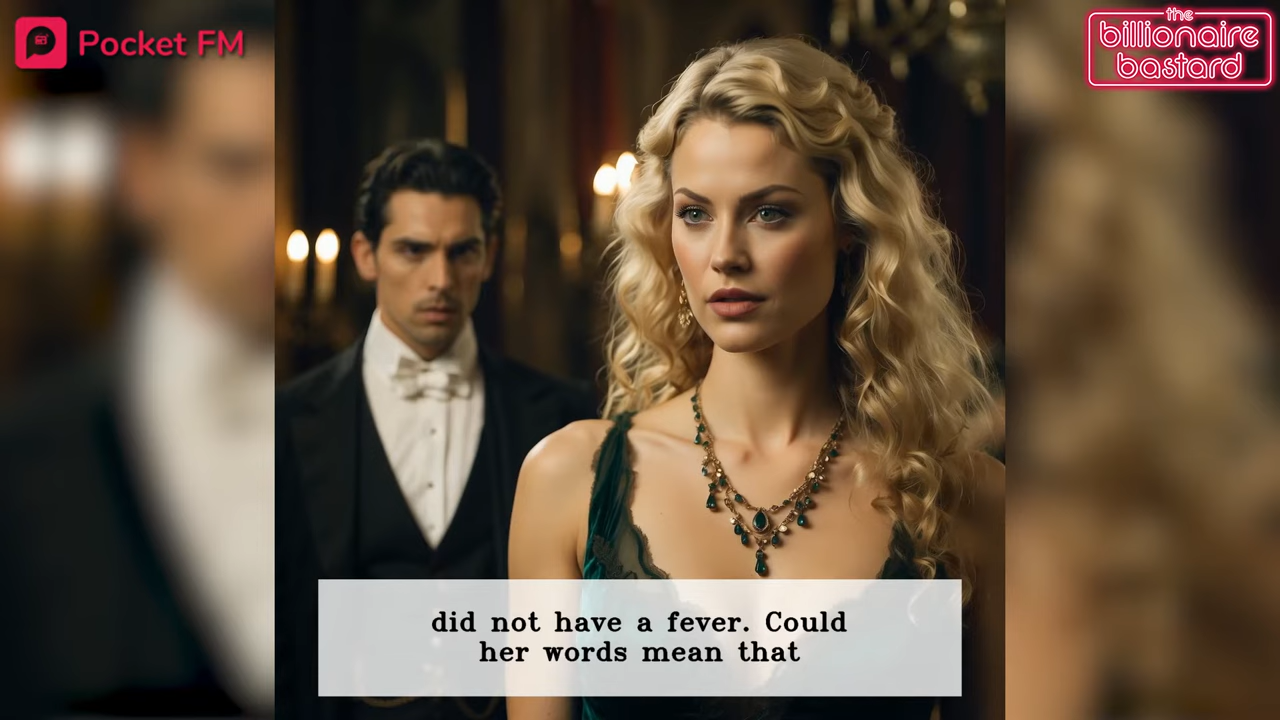 Pocket FM
the
billionaire
bastard
did not have a fever. Could
her words mean that